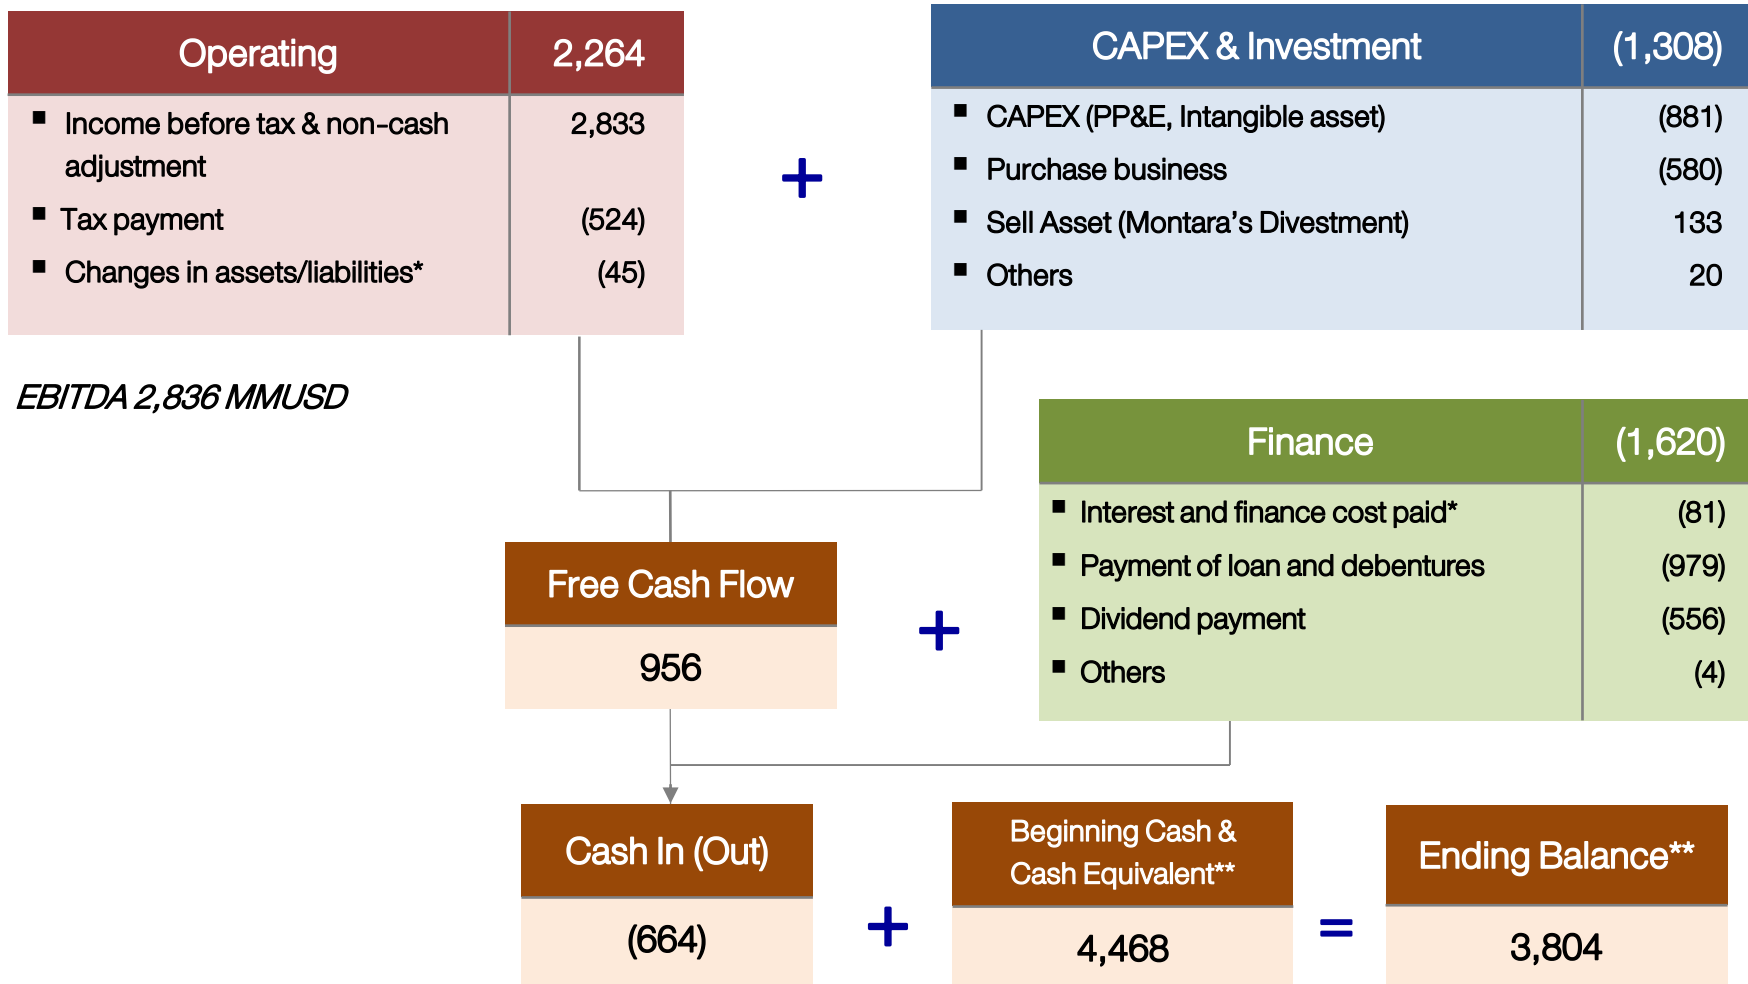 Operating 2,264
▪ Income before tax & non-cash 2,833
adjustment
▪ Tax payment (524)
▪ Changes in assets/liabilities* (45)
+
CAPEX & Investment (1,308)
▪ CAPEX (PP&E, Intangible asset) (881)
▪ Purchase business (580)
▪ Sell Asset (Montara's Divestment) 133
▪ Others 20
EBITDA 2,836 MMUSD
Finance (1,620)
▪ Interest and finance cost paid* (81)
▪ Payment of loan and debentures (979)
▪ Dividend payment (556)
▪ Others (4)
Free Cash Flow
956
+
Cash In (Out)
(664)
+
Beginning Cash &
Cash Equivalent**
4,468
=
Ending Balance**
3,804